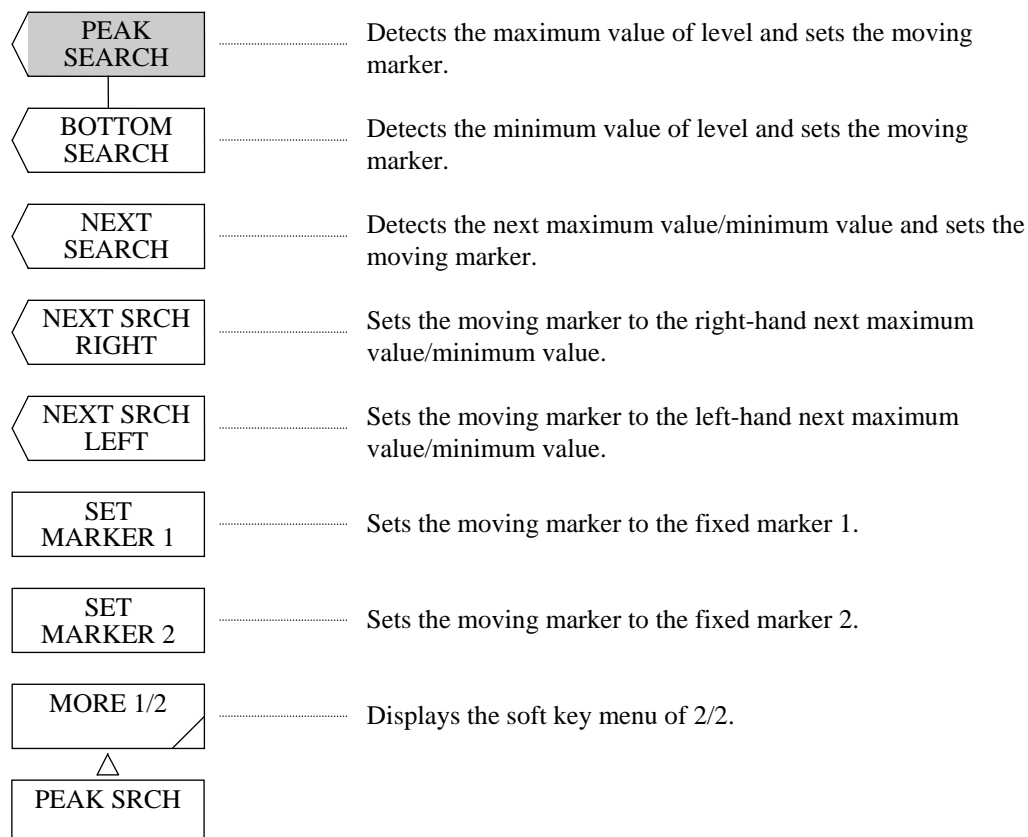 PEAK
SEARCH
Detects the maximum value of level and sets the moving
marker.
BOTTOM
SEARCH
Detects the minimum value of level and sets the moving
marker.
NEXT
SEARCH
Detects the next maximum value/minimum value and sets the
moving marker.
NEXT SRCH
RIGHT
Sets the moving marker to the right-hand next maximum
value/minimum value.
NEXT SRCH
LEFT
Sets the moving marker to the left-hand next maximum
value/minimum value.
SET
MARKER 1
Sets the moving marker to the fixed marker 1.
SET
MARKER 2
Sets the moving marker to the fixed marker 2.
MORE 1/2
Displays the soft key menu of 2/2.
PEAK SRCH